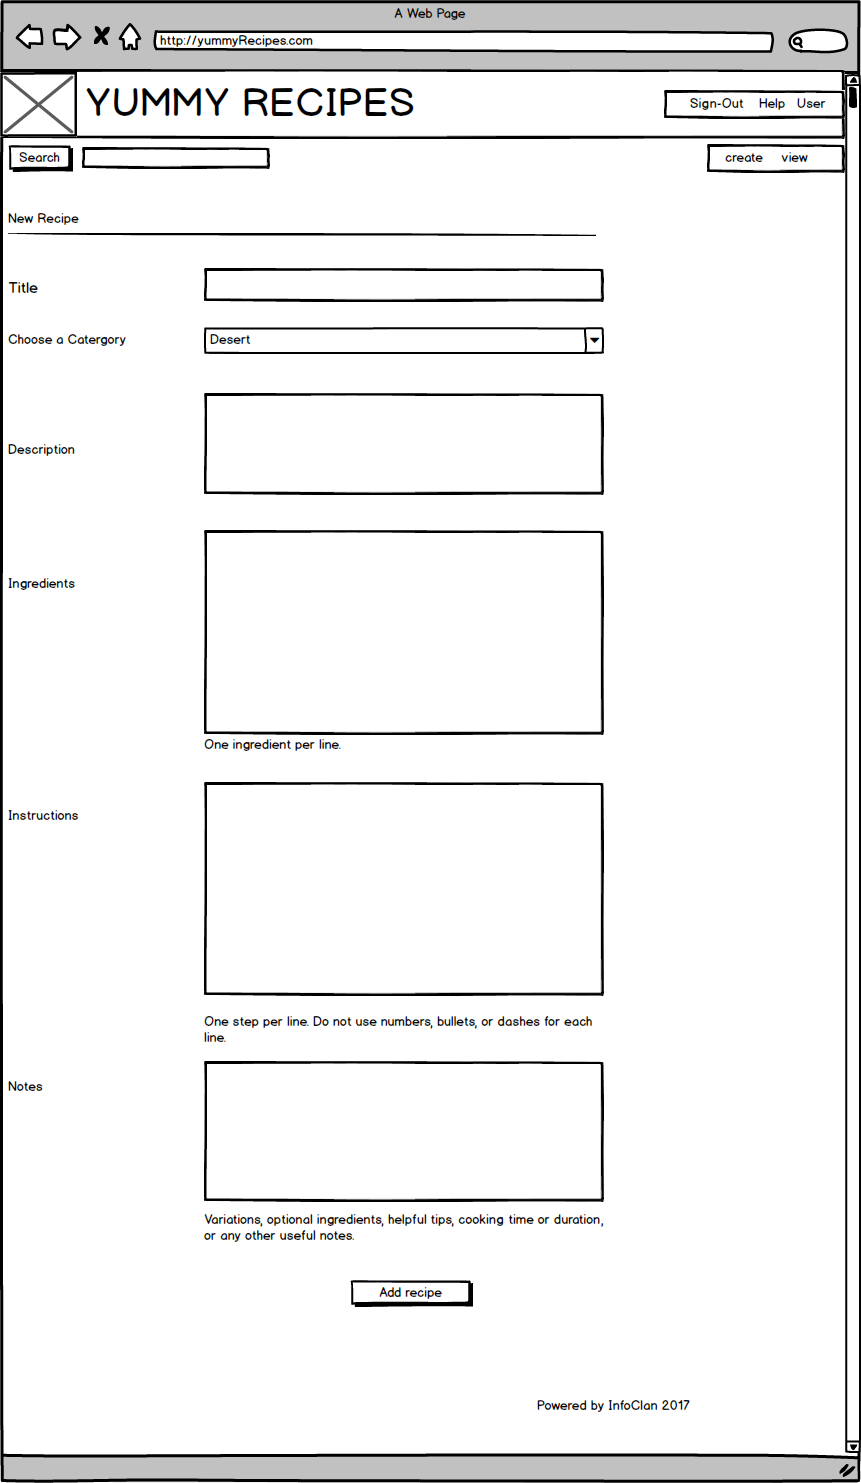 A Web Page
http://yummyRecipes.com
YUMMY RECIPES
Sign-Out Help User
Search
create view
New Recipe
Title
Choose a Catergory
Desert
Description
Ingredients
One ingredient per line.
Instructions
One step per line. Do not use numbers, bullets, or dashes for each
line.
Notes
Variations, optional ingredients, helpful tips, cooking time or duration,
or any other useful notes.
Add recipe
Powered by InfoClan 2017